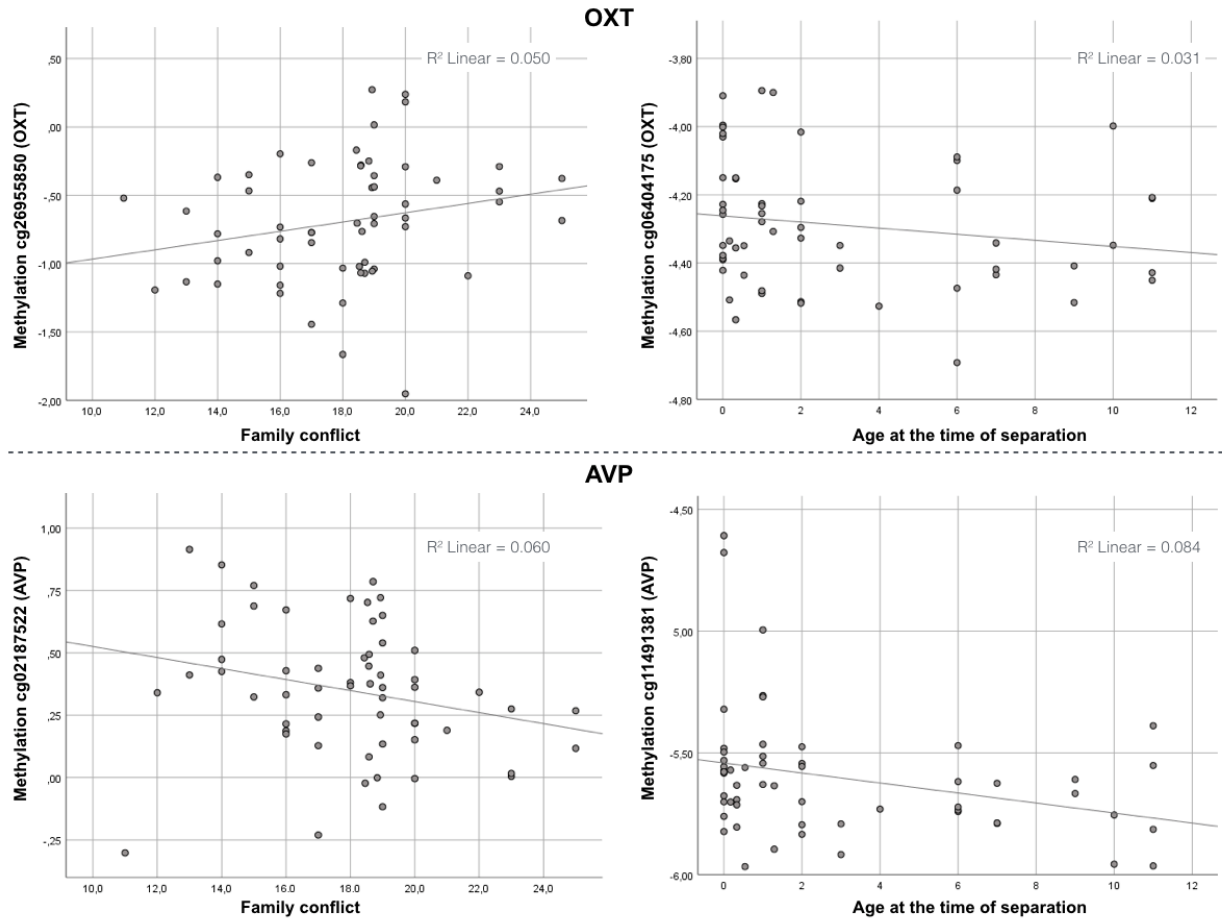 OXT
R² Linear = 0.050
,50
,00
-,50
-1,00
-1,50
-2,00
Methylation cg26955850 (OXT)
10,0 12,0 14,0 16,0 18,0 20,0 22,0 24,0
Family conflict
R² Linear = 0.031
-3,80
-4,00
-4,20
-4,40
-4,60
-4,80
Methylation cg06404175 (OXT)
0 2 4 6 8 10 12
Age at the time of separation
AVP
R² Linear = 0.060
1,00
,75
,50
,25
,00
-,25
Methylation cg02187522 (AVP)
10,0 12,0 14,0 16,0 18,0 20,0 22,0 24,0
Family conflict
R² Linear = 0.084
-4,50
5,00
-5,50
-6,00
Methylation cg11491381 (AVP)
0 2 4 6 8 10 12
Age at the time of separation